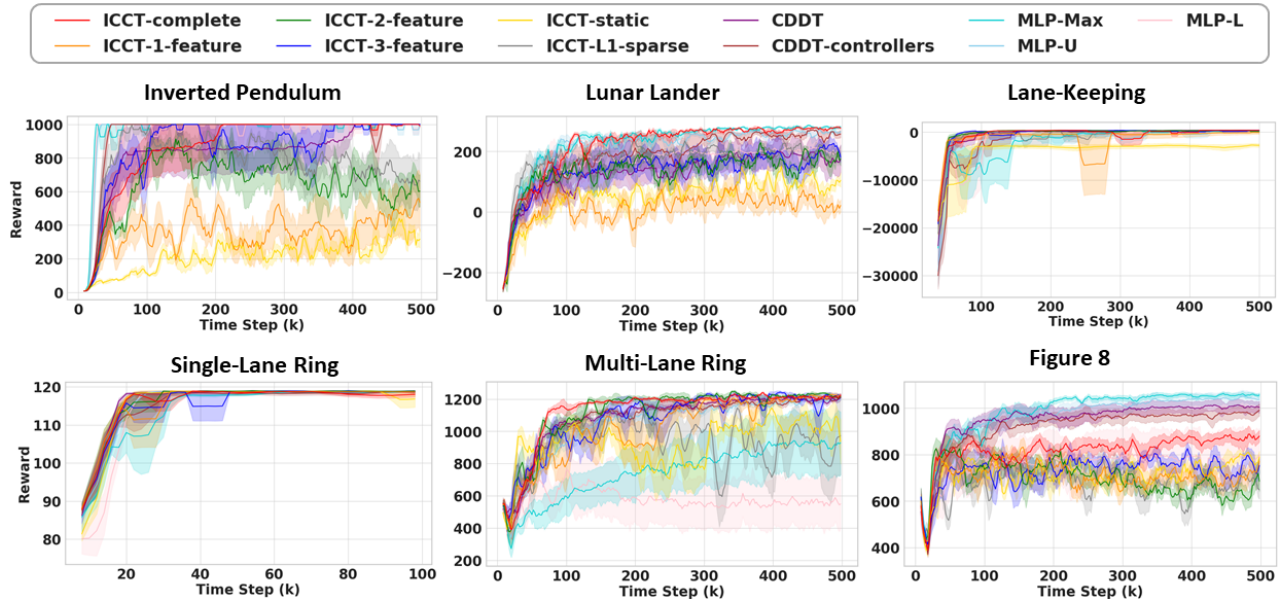 ICCT-complete ICCT-2-feature ICCT-static CDDT MLP-Max MLP-L
ICCT-1-feature ICCT-3-feature ICCT-L1-sparse CDDT-controllers MLP-U
Inverted Pendulum
1000
800
600
400
200
0
Reward
0 100 200 300 400 500
Time Step (k)
Lunar Lander
200
0
−200
0 100 200 300 400 500
Time Step (k)
Lane-Keeping
0
−10000
−20000
−30000
100 200 300 400 500
Time Step (k)
Single-Lane Ring
120
110
100
90
80
Reward
20 40 60 80 100
Time Step (k)
Multi-Lane Ring
1200
1000
800
600
400
200
0 100 200 300 400 500
Time Step (k)
Figure 8
1000
800
600
400
0 100 200 300 400 500
Time Step (k)